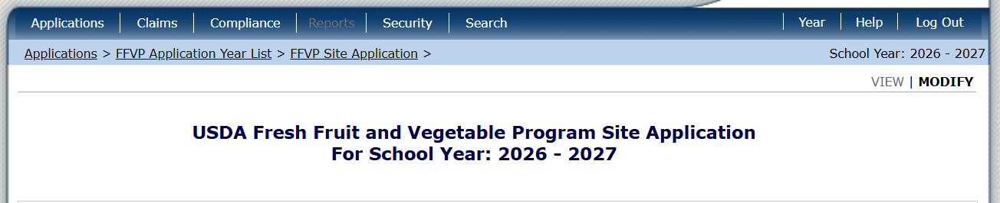 Applications | Claims | Compliance | Reports | Security | Search | Year | Help | Log Out
Applications > FFVP Application Year List > FFVP Site Application > School Year: 2026 - 2027
VIEW | MODIFY
USDA Fresh Fruit and Vegetable Program Site Application
For School Year: 2026 - 2027